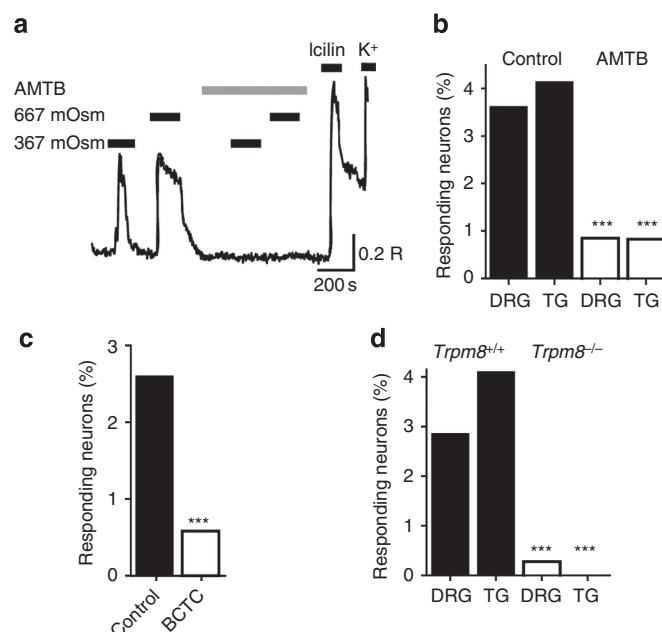 a
Icilin K⁺
AMTB
667 mOsm
367 mOsm
0.2 R
200 s
b
Control AMTB
Responding neurons (%)
4
3
2
1
0
*** ***
DRG TG DRG TG
c
Responding neurons (%)
3
2
1
0
***
Control BCTC
d
Trpm8⁺/⁺ Trpm8⁻/⁻
Responding neurons (%)
4
3
2
1
0
*** ***
DRG TG DRG TG